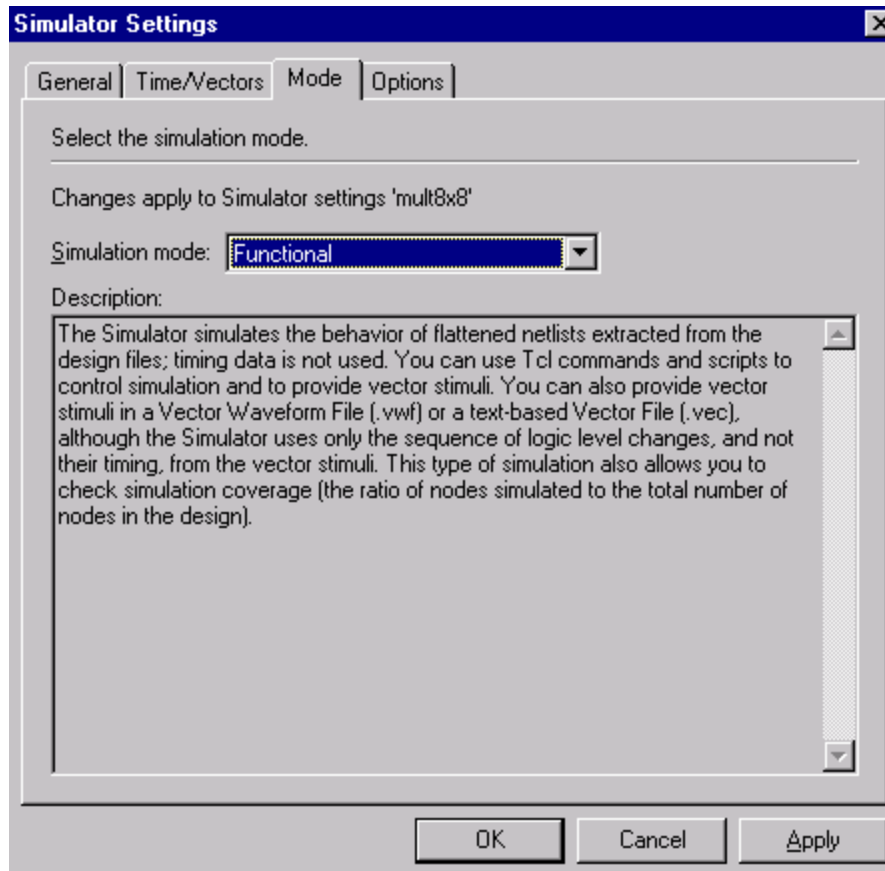 Simulator Settings
General Time/Vectors Mode Options
Select the simulation mode.
Changes apply to Simulator settings 'mult8x8'
Simulation mode: Functional
Description:
The Simulator simulates the behavior of flattened netlists extracted from the
design files; timing data is not used. You can use Tcl commands and scripts to
control simulation and to provide vector stimuli. You can also provide vector
stimuli in a Vector Waveform File (.vwf) or a text-based Vector File (.vec),
although the Simulator uses only the sequence of logic level changes, and not
their timing, from the vector stimuli. This type of simulation also allows you to
check simulation coverage (the ratio of nodes simulated to the total number of
nodes in the design).
OK Cancel Apply